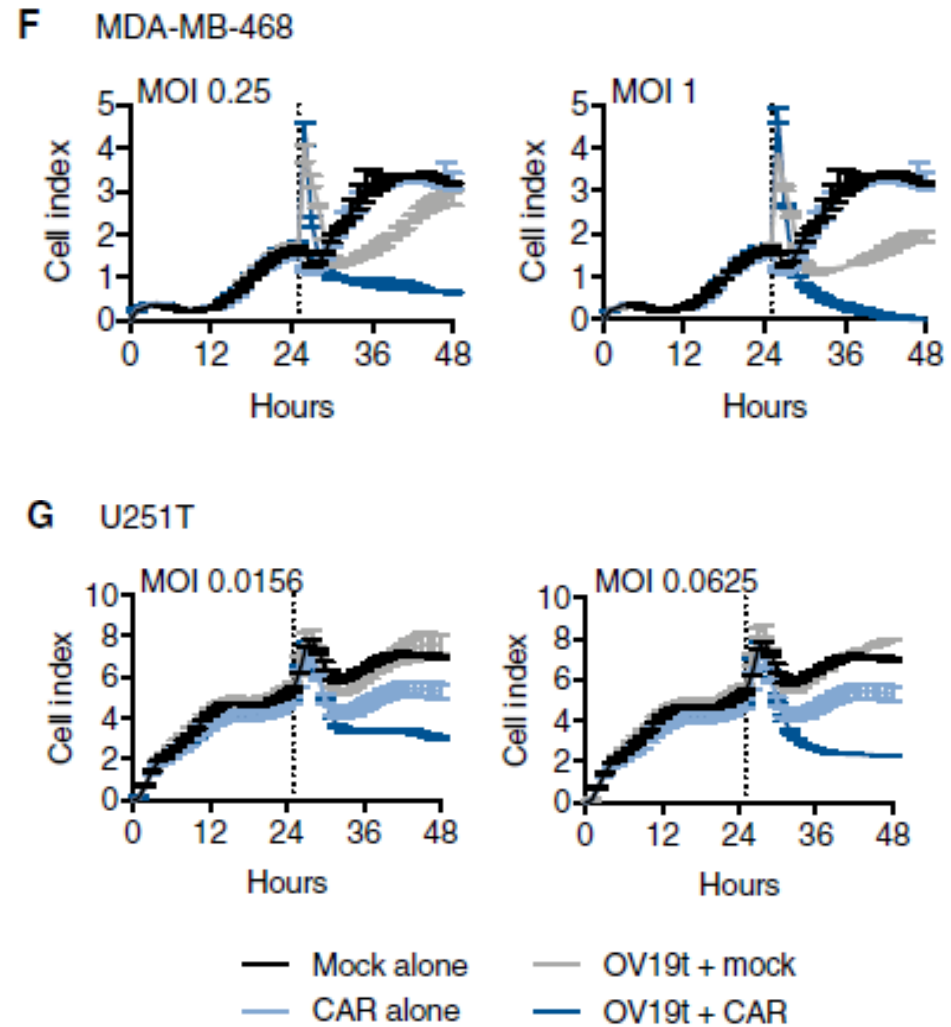 F MDA-MB-468
MOI 0.25
Cell index
5
4
3
2
1
0
0 12 24 36 48
Hours
MOI 1
Cell index
5
4
3
2
1
0
0 12 24 36 48
Hours
G U251T
MOI 0.0156
Cell index
10
8
6
4
2
0
0 12 24 36 48
Hours
MOI 0.0625
Cell index
10
8
6
4
2
0
0 12 24 36 48
Hours
Mock alone
OV19t + mock
CAR alone
OV19t + CAR